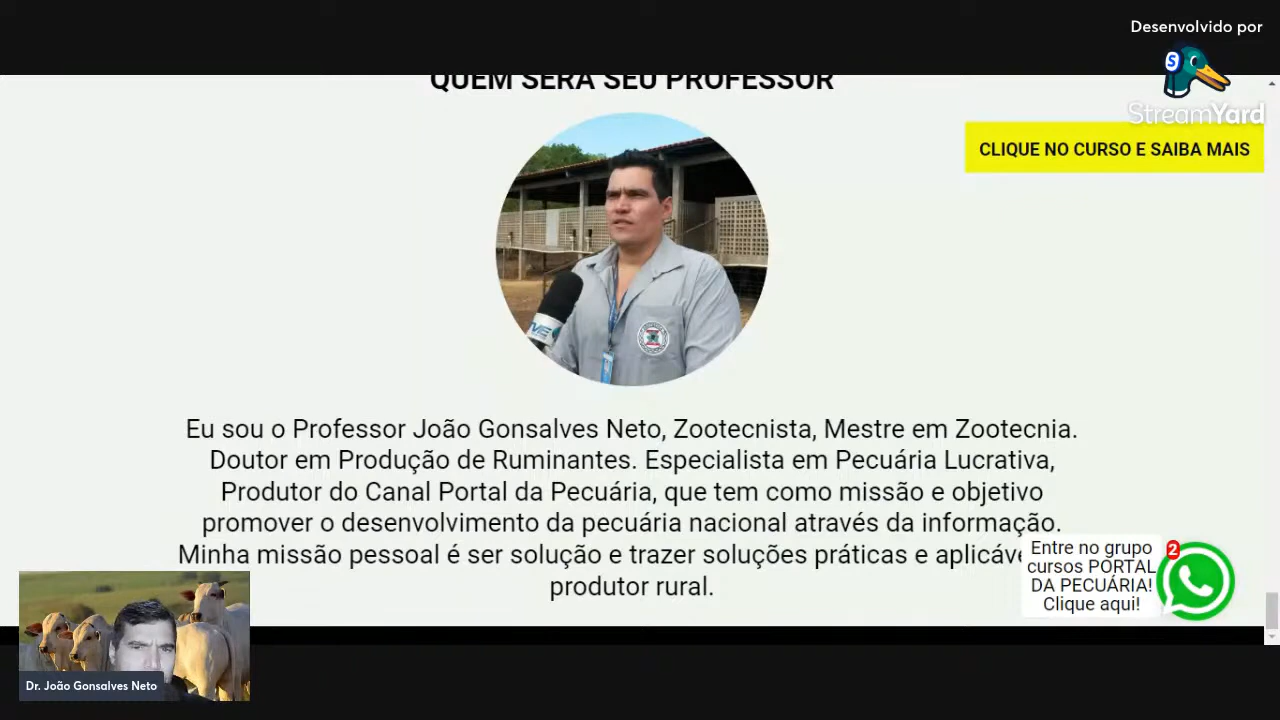 Desenvolvido por
StreamYard
QUEM SERÁ SEU PROFESSOR
CLIQUE NO CURSO E SAIBA MAIS
Eu sou o Professor João Gonsalves Neto, Zootecnista, Mestre em Zootecnia.
Doutor em Produção de Ruminantes. Especialista em Pecuária Lucrativa,
Produtor do Canal Portal da Pecuária, que tem como missão e objetivo
promover o desenvolvimento da pecuária nacional através da informação.
Minha missão pessoal é ser solução e trazer soluções práticas e
produtor rural.
Entre no grupo
cursos PORTAL
DA PECUÁRIA!
Clique aqui!
2
Dr. João Gonsalves Neto